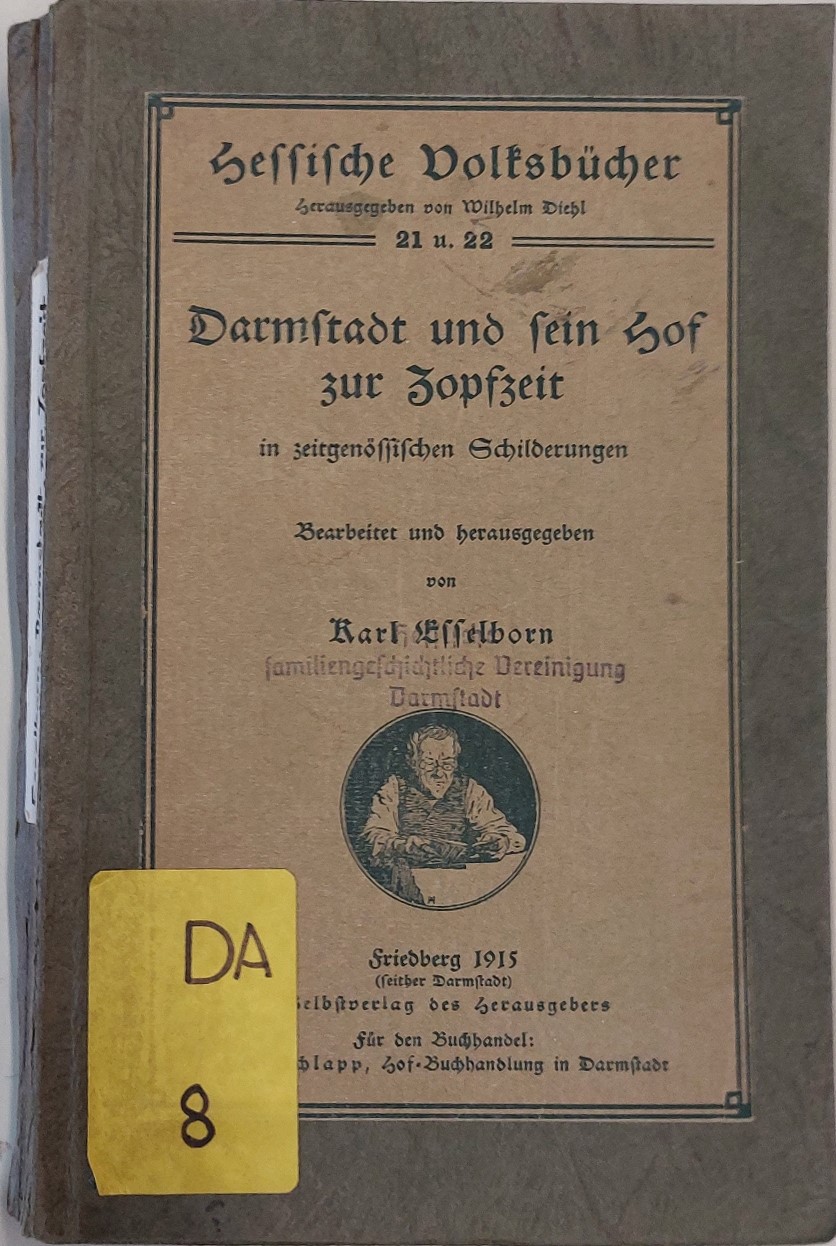 Hessische Volksbücher
Herausgegeben von Wilhelm Diehl
21 u. 22
Darmstadt und sein Hof
zur Zopfzeit
in zeitgenössischen Schilderungen
Bearbeitet und herausgegeben
von
Karl Esselborn
familiengeschichtliche Vereinigung
Darmstadt
Friedberg 1915
(seither Darmstadt)
des Herausgebers
Für den Buchhandel:
Hof-Buchhandlung in Darmstadt
DA
8